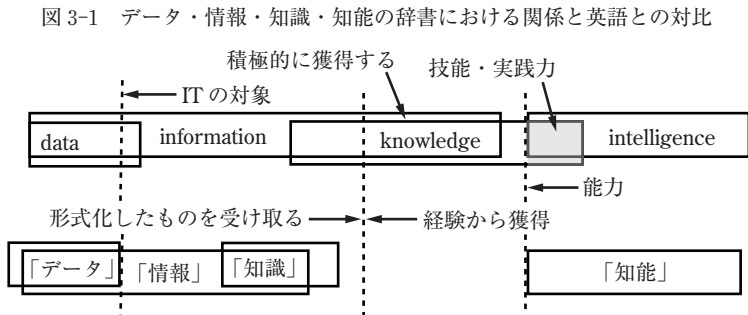 図 3-1 データ・情報・知識・知能の辞書における関係と英語との対比
積極的に獲得する
技能・実践力
IT の対象
data
information
knowledge
intelligence
能力
形式化したものを受け取る
経験から獲得
「データ」
「情報」
「知識」
「知能」